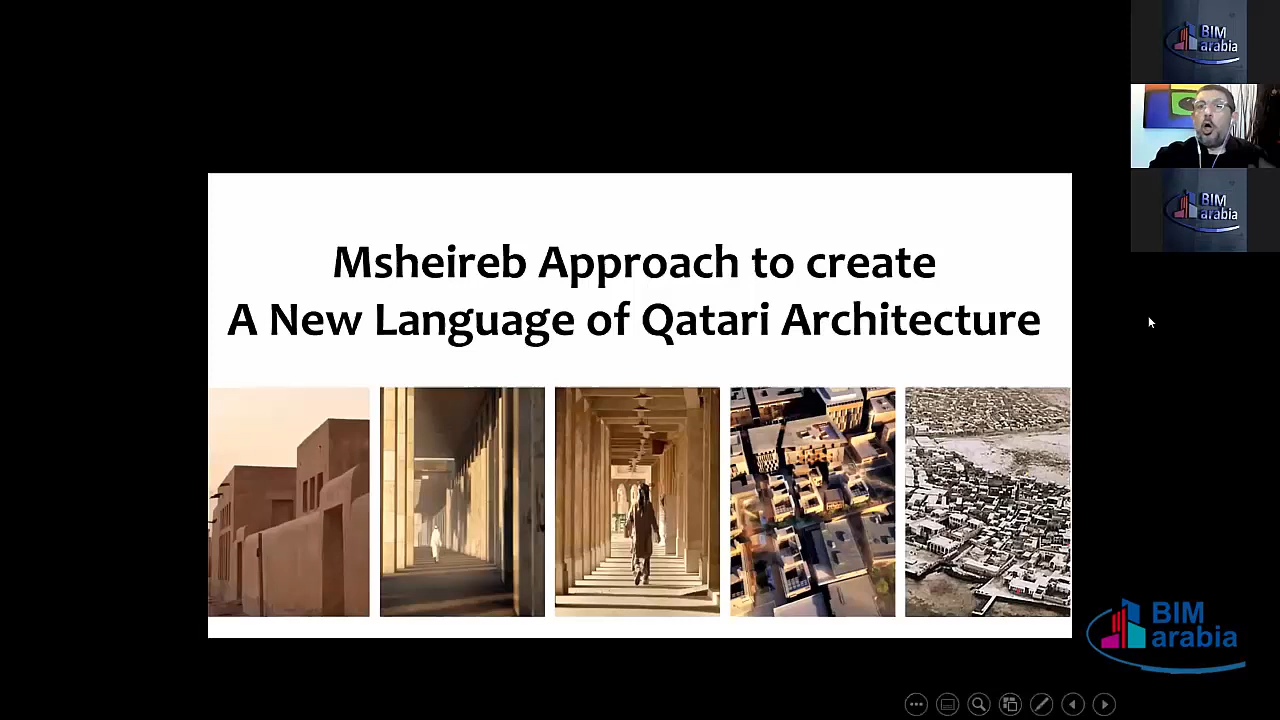 Msheireb Approach to create
A New Language of Qatari Architecture
BIM
arabia
BIM
arabia
BIM
arabia